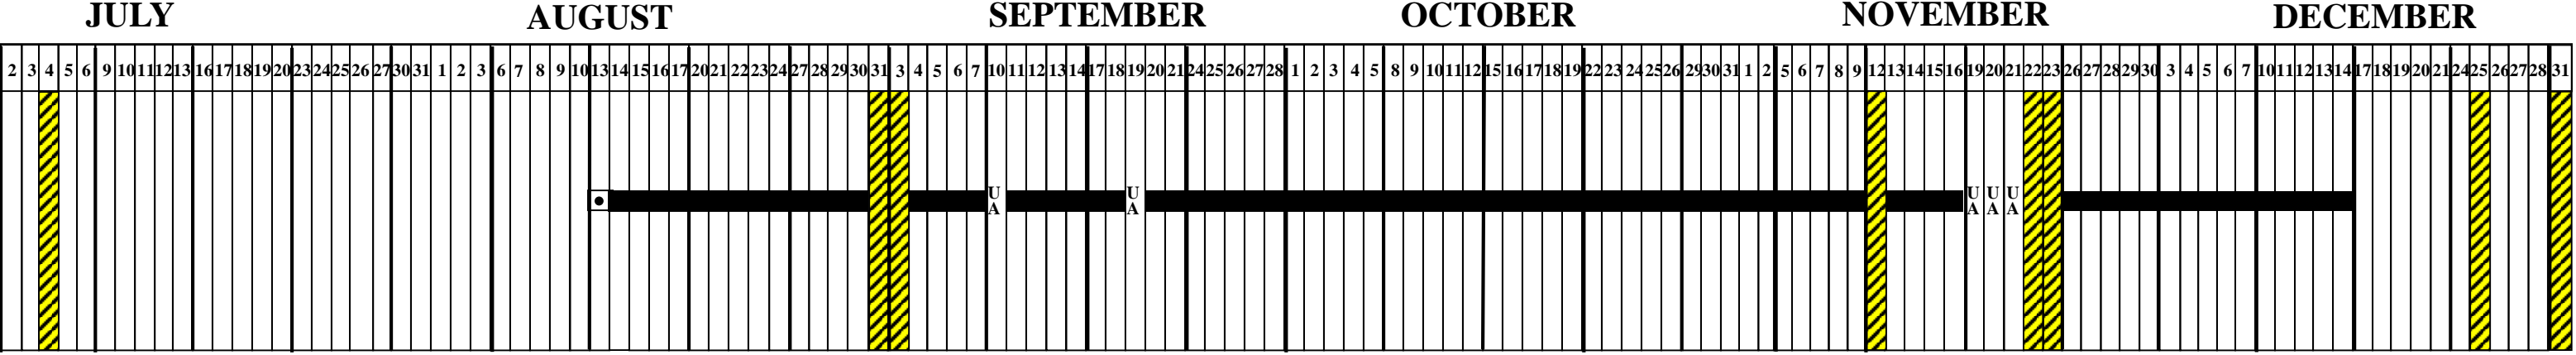 JULY AUGUST SEPTEMBER OCTOBER NOVEMBER DECEMBER
2 3 4 5 6 9 10 11 12 13 16 17 18 19 20 23 24 25 26 27 30 31 1 2 3 6 7 8 9 10 13 14 15 16 17 20 21 22 23 24 27 28 29 30 31 3 4 5 6 7 10 11 12 13 14 17 18 19 20 21 24 25 26 27 28 1 2 3 4 5 8 9 10 11 12 15 16 17 18 19 22 23 24 25 26 29 30 31 1 2 5 6 7 8 9 12 13 14 15 16 19 20 21 22 23 26 27 28 29 30 3 4 5 6 7 10 11 12 13 14 17 18 19 20 21 24 25 26 27 28 31
U U U U U
A A A A A